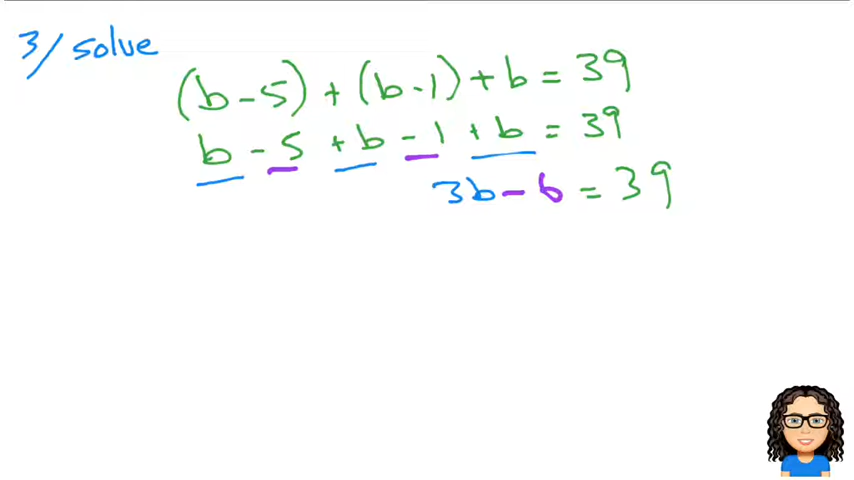 3/ solve
(b - 5) + (b - 1) + b = 39
b - 5 + b - 1 + b = 39
3b - 6 = 39